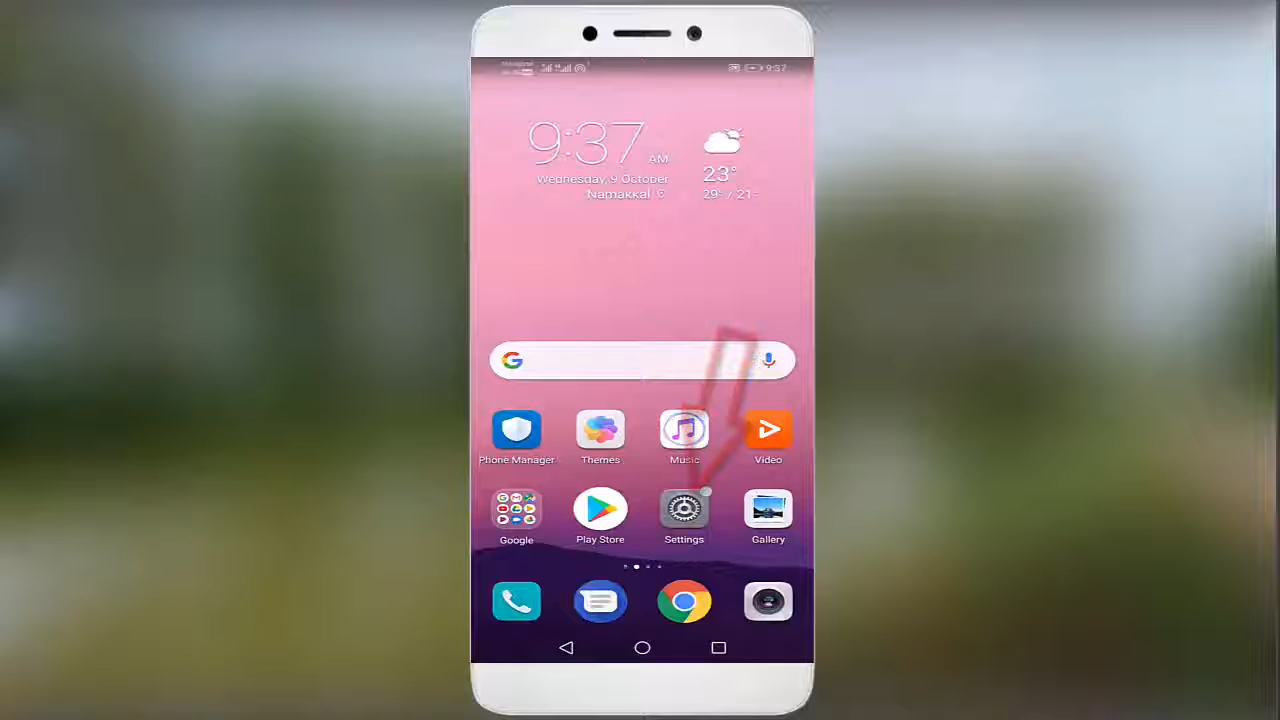 9:37
9:37 AM
Wednesday, 9 October
Namakkal
23°
29° / 21°
Phone Manager
Themes
Music
Video
Google
Play Store
Settings
Gallery